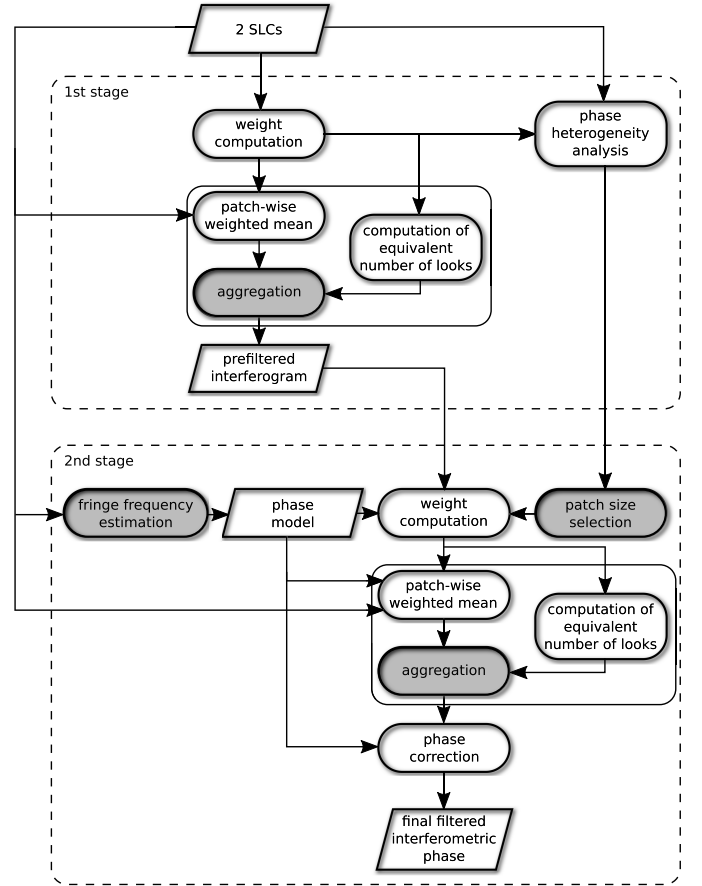 2 SLCs
1st stage
weight
computation
phase
heterogeneity
analysis
patch-wise
weighted mean
computation of
equivalent
number of looks
aggregation
prefiltered
interferogram
2nd stage
fringe frequency
estimation
phase
model
weight
computation
patch size
selection
patch-wise
weighted mean
computation of
equivalent
number of looks
aggregation
phase
correction
final filtered
interferometric
phase